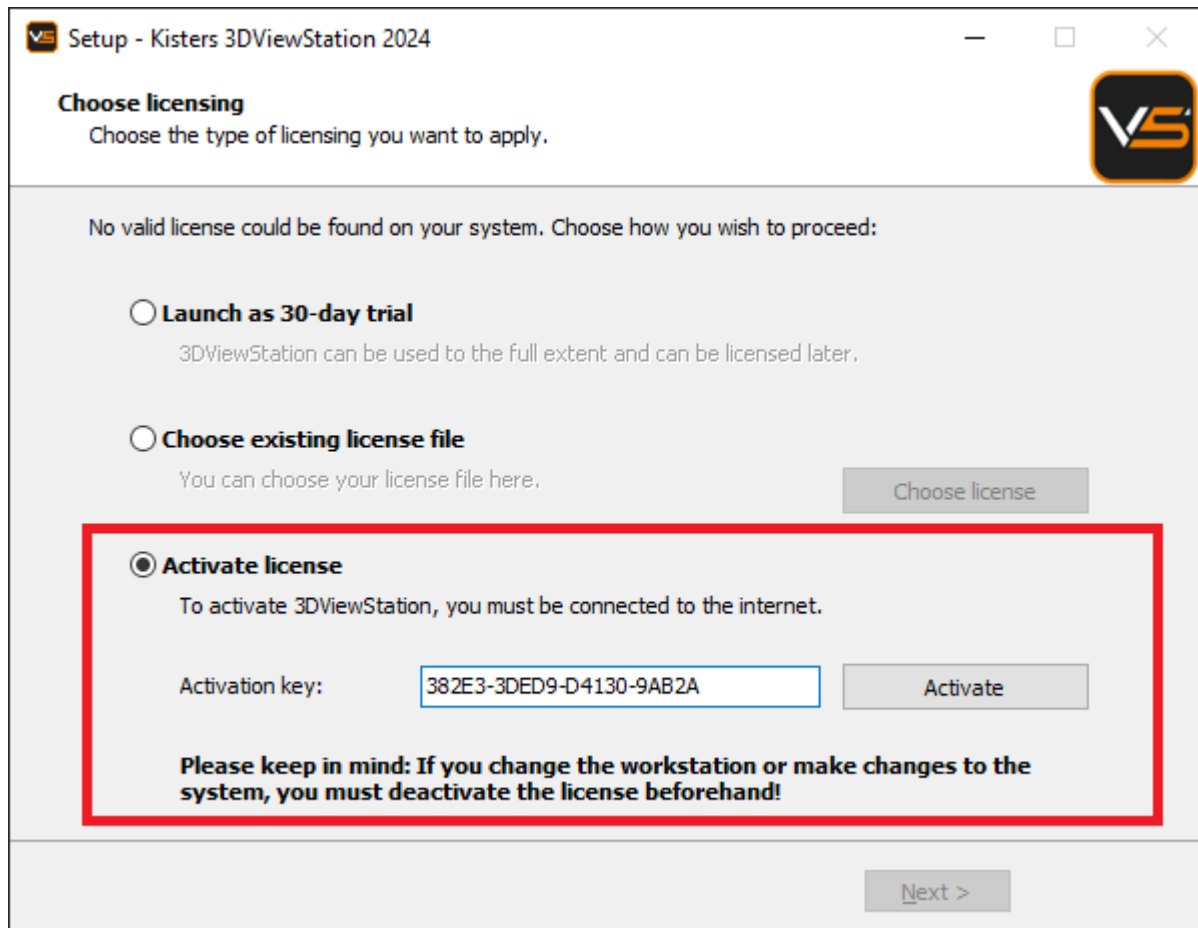 VS Setup - Kisters 3DViewStation 2024
Choose licensing
Choose the type of licensing you want to apply.
VS
No valid license could be found on your system. Choose how you wish to proceed:
Launch as 30-day trial
3DViewStation can be used to the full extent and can be licensed later.
Choose existing license file
You can choose your license file here.
Choose license
Activate license
To activate 3DViewStation, you must be connected to the internet.
Activation key: 382E3-3DED9-D4130-9AB2A Activate
Please keep in mind: If you change the workstation or make changes to the
system, you must deactivate the license beforehand!
Next >